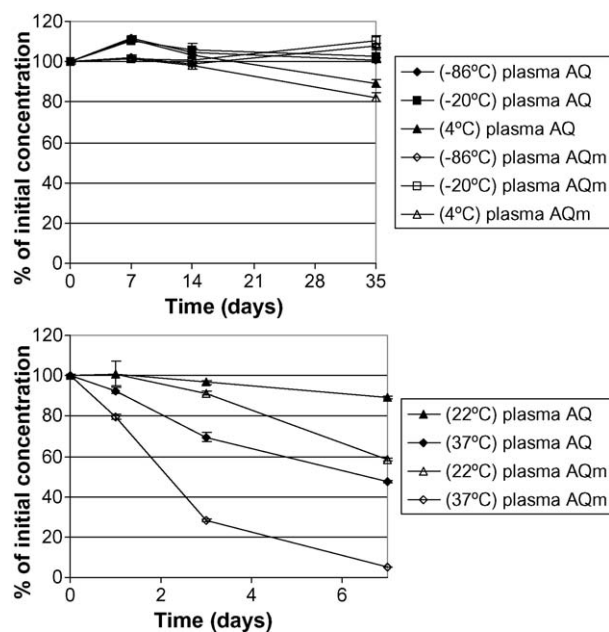 % of initial concentration
120
100
80
60
40
20
0
0 7 14 21 28 35
Time (days)
(-86ºC) plasma AQ
(-20ºC) plasma AQ
(4ºC) plasma AQ
(-86ºC) plasma AQm
(-20ºC) plasma AQm
(4ºC) plasma AQm
% of initial concentration
120
100
80
60
40
20
0
0 2 4 6
Time (days)
(22ºC) plasma AQ
(37ºC) plasma AQ
(22ºC) plasma AQm
(37ºC) plasma AQm